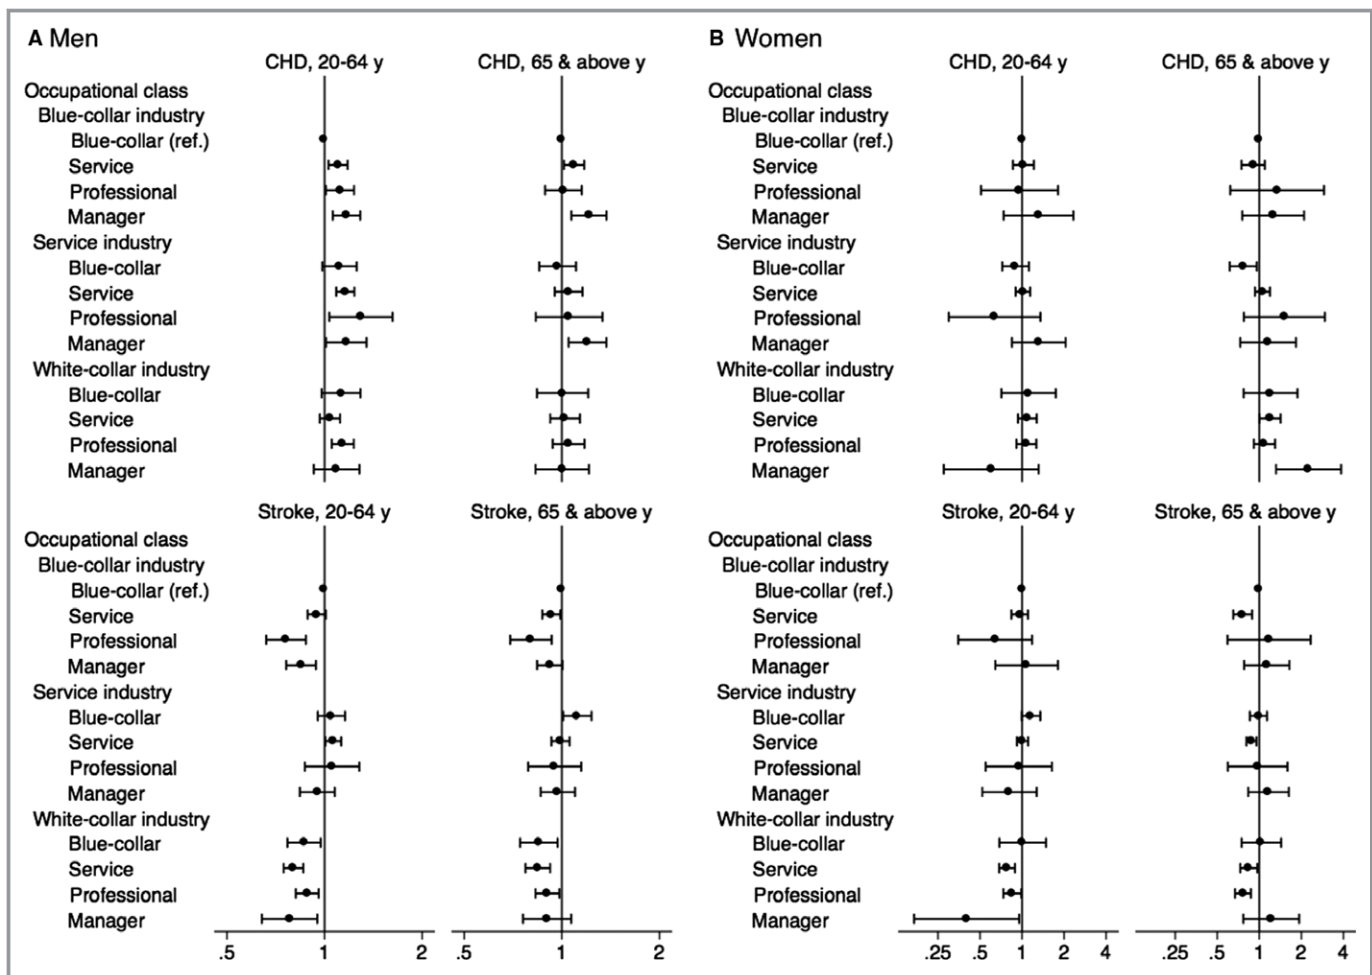 A Men
CHD, 20-64 y CHD, 65 & above y
Occupational class
Blue-collar industry
Blue-collar (ref.)
Service
Professional
Manager
Service industry
Blue-collar
Service
Professional
Manager
White-collar industry
Blue-collar
Service
Professional
Manager
Stroke, 20-64 y Stroke, 65 & above y
Occupational class
Blue-collar industry
Blue-collar (ref.)
Service
Professional
Manager
Service industry
Blue-collar
Service
Professional
Manager
White-collar industry
Blue-collar
Service
Professional
Manager
.5 1 2 .5 1 2
B Women
CHD, 20-64 y CHD, 65 & above y
Occupational class
Blue-collar industry
Blue-collar (ref.)
Service
Professional
Manager
Service industry
Blue-collar
Service
Professional
Manager
White-collar industry
Blue-collar
Service
Professional
Manager
Stroke, 20-64 y Stroke, 65 & above y
Occupational class
Blue-collar industry
Blue-collar (ref.)
Service
Professional
Manager
Service industry
Blue-collar
Service
Professional
Manager
White-collar industry
Blue-collar
Service
Professional
Manager
.25 .5 1 2 4 .25 .5 1 2 4